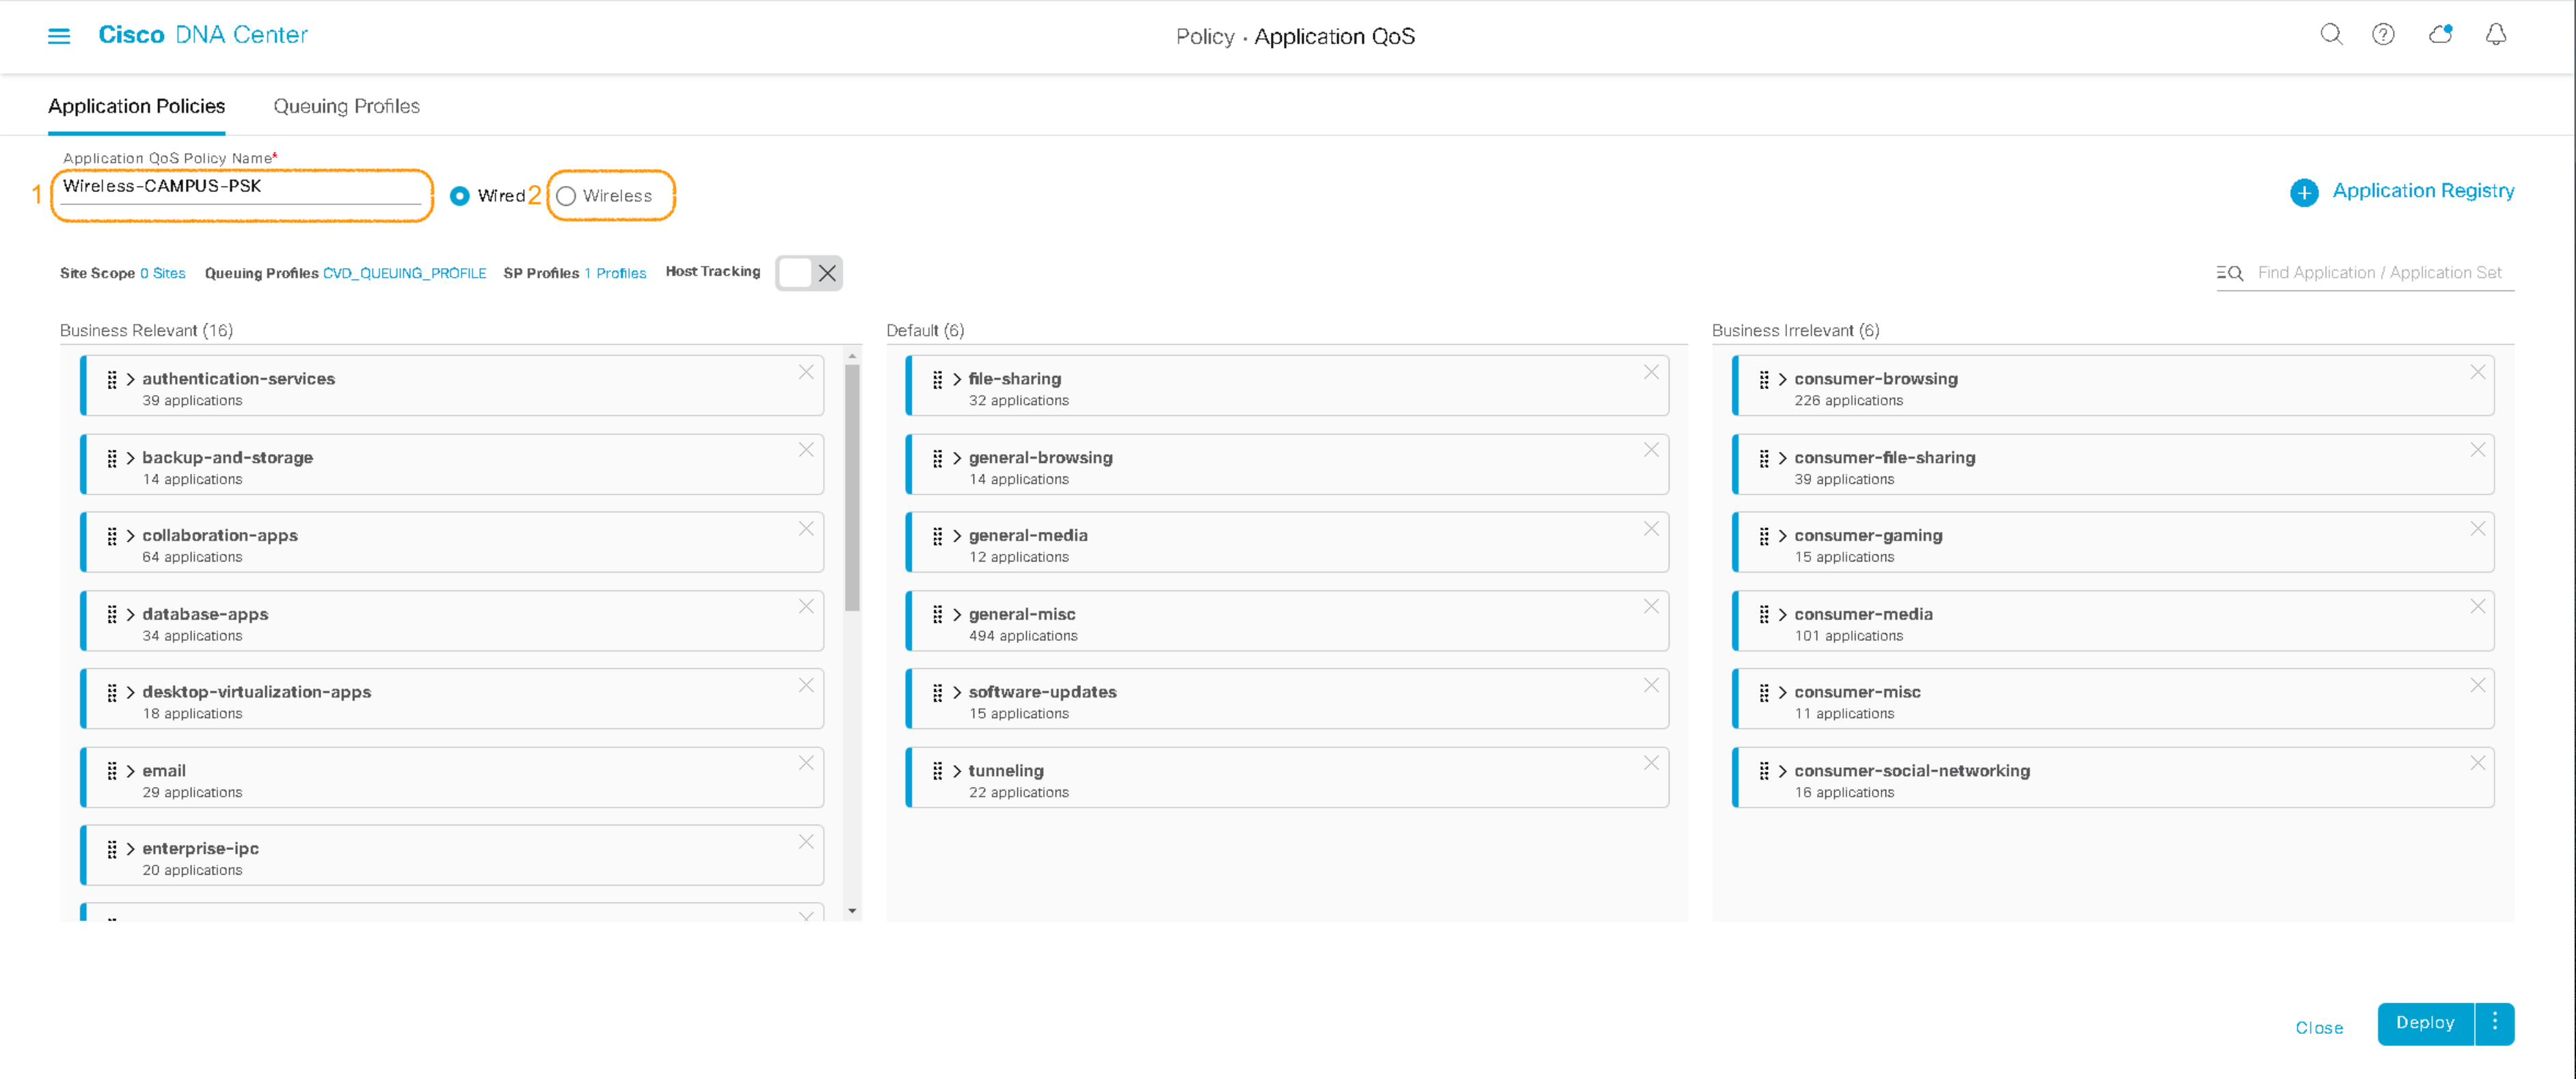 Cisco DNA Center
Policy · Application QoS
Application Policies
Queuing Profiles
Application QoS Policy Name*
1
Wireless-CAMPUS-PSK
Wired
2
Wireless
Application Registry
Site Scope 0 Sites
Queuing Profiles CVD_QUEUING_PROFILE
SP Profiles 1 Profiles
Host Tracking
Find Application / Application Set
Business Relevant (16)
authentication-services
39 applications
backup-and-storage
14 applications
collaboration-apps
64 applications
database-apps
34 applications
desktop-virtualization-apps
18 applications
email
29 applications
enterprise-ipc
20 applications
Default (6)
file-sharing
32 applications
general-browsing
14 applications
general-media
12 applications
general-misc
494 applications
software-updates
15 applications
tunneling
22 applications
Business Irrelevant (6)
consumer-browsing
226 applications
consumer-file-sharing
39 applications
consumer-gaming
15 applications
consumer-media
101 applications
consumer-misc
11 applications
consumer-social-networking
16 applications
Close
Deploy